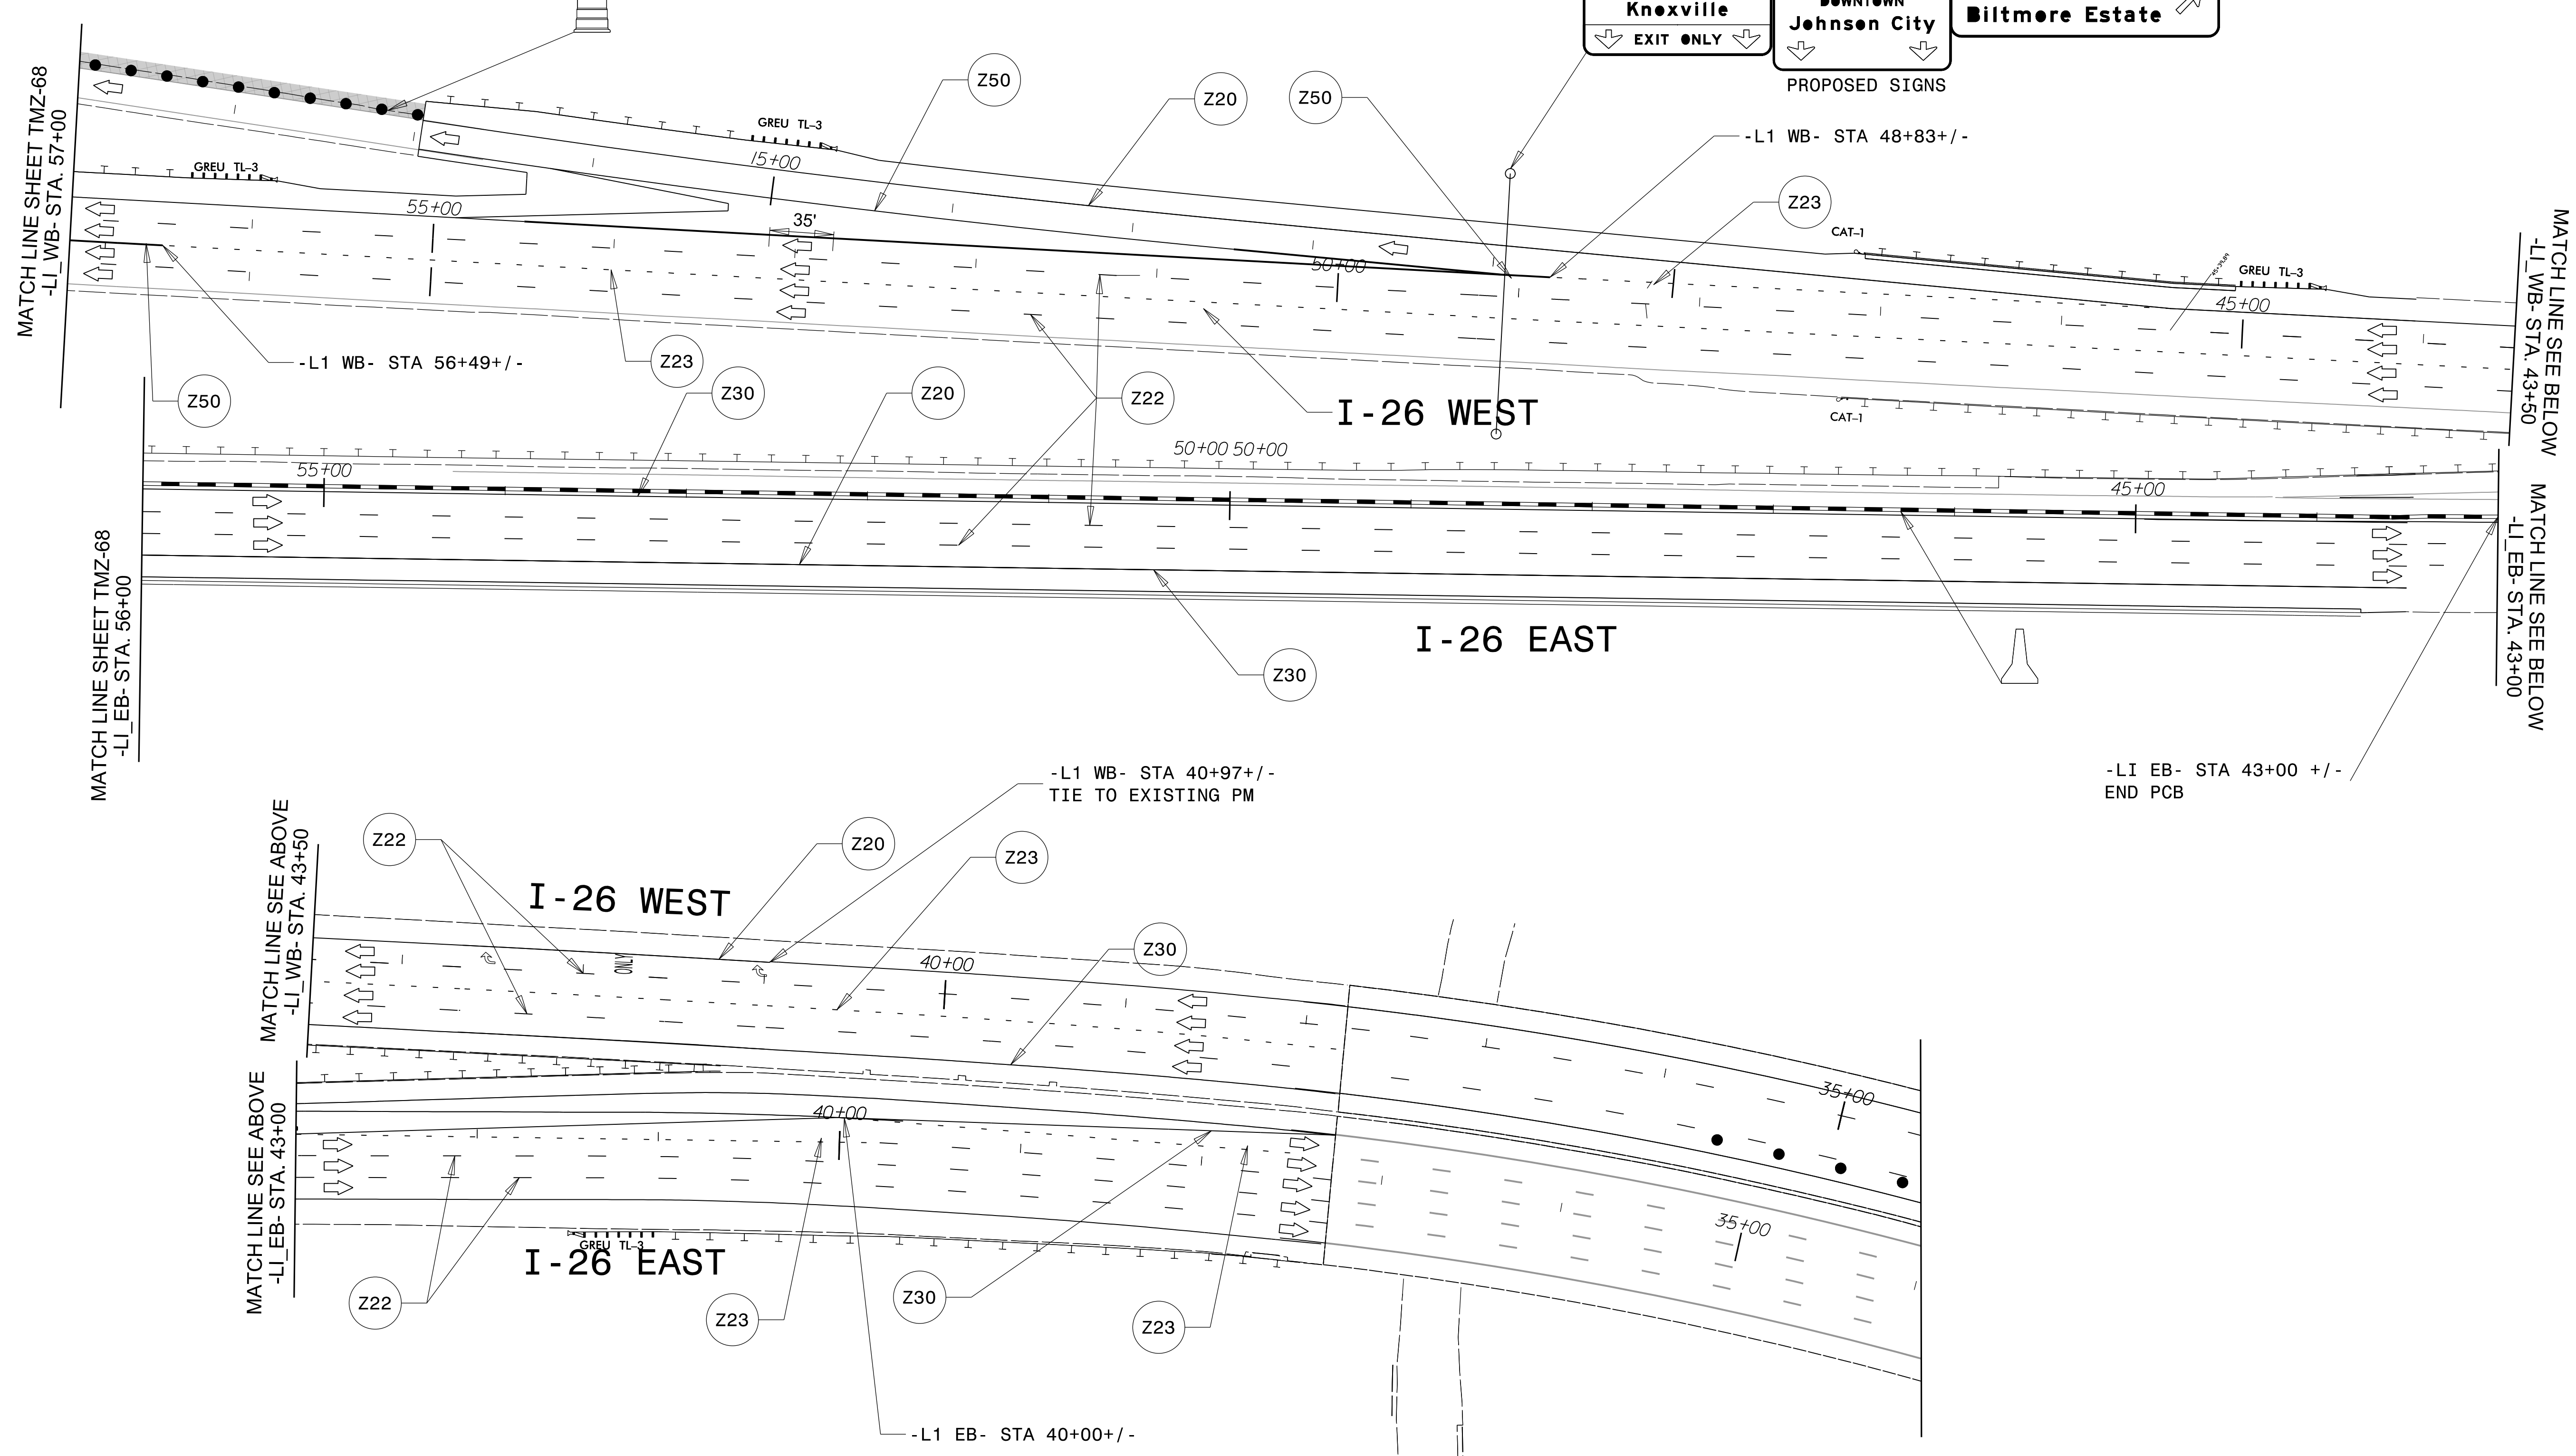 Knoxville
EXIT ONLY
DOWNTOWN
Johnson City
Biltmore Estate
PROPOSED SIGNS
MATCH LINE SHEET TMZ-68
-LI_WB- STA. 57+00
Z50
Z20
Z50
-L1 WB- STA 48+83+/-
GREU TL-3
15+00
GREU TL-3
55+00
35'
Z23
CAT-1
GREU TL-3
50+00
45+00
MATCH LINE SEE BELOW
-LI_WB- STA. 43+50
-L1 WB- STA 56+49+/-
Z23
Z50
Z30
Z20
Z22
I-26 WEST
CAT-1
55+00
50+00 50+00
45+00
MATCH LINE SHEET TMZ-68
-LI_EB- STA. 56+00
MATCH LINE SEE BELOW
-LI_EB- STA. 43+00
I-26 EAST
Z30
-L1 WB- STA 40+97+/-
TIE TO EXISTING PM
-LI EB- STA 43+00 +/-
END PCB
MATCH LINE SEE ABOVE
-LI_WB- STA. 43+50
Z22
Z20
Z23
I-26 WEST
ONLY
40+00
Z30
35+00
MATCH LINE SEE ABOVE
-LI_EB- STA. 43+00
40+00
35+00
GREU TL-3
I-26 EAST
Z22
Z23
Z30
Z23
-L1 EB- STA 40+00+/-